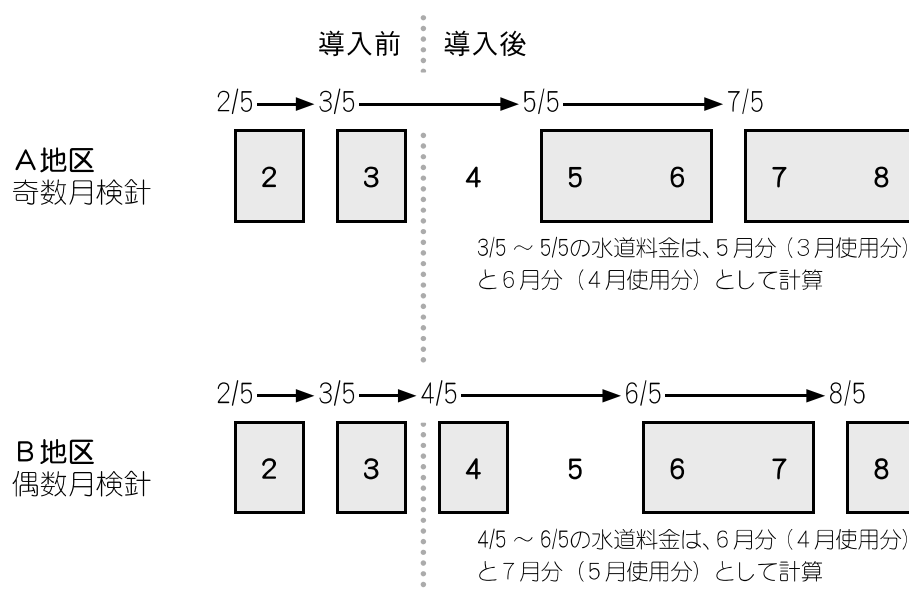 導入前 導入後
2/5 3/5 5/5 7/5
A地区
奇数月検針
2 3 4 5 6 7 8
3/5 ～ 5/5の水道料金は、5月分（3月使用分）
と6月分（4月使用分）として計算
2/5 3/5 4/5 6/5 8/5
B地区
偶数月検針
2 3 4 5 6 7 8
4/5 ～ 6/5の水道料金は、6月分（4月使用分）
と7月分（5月使用分）として計算